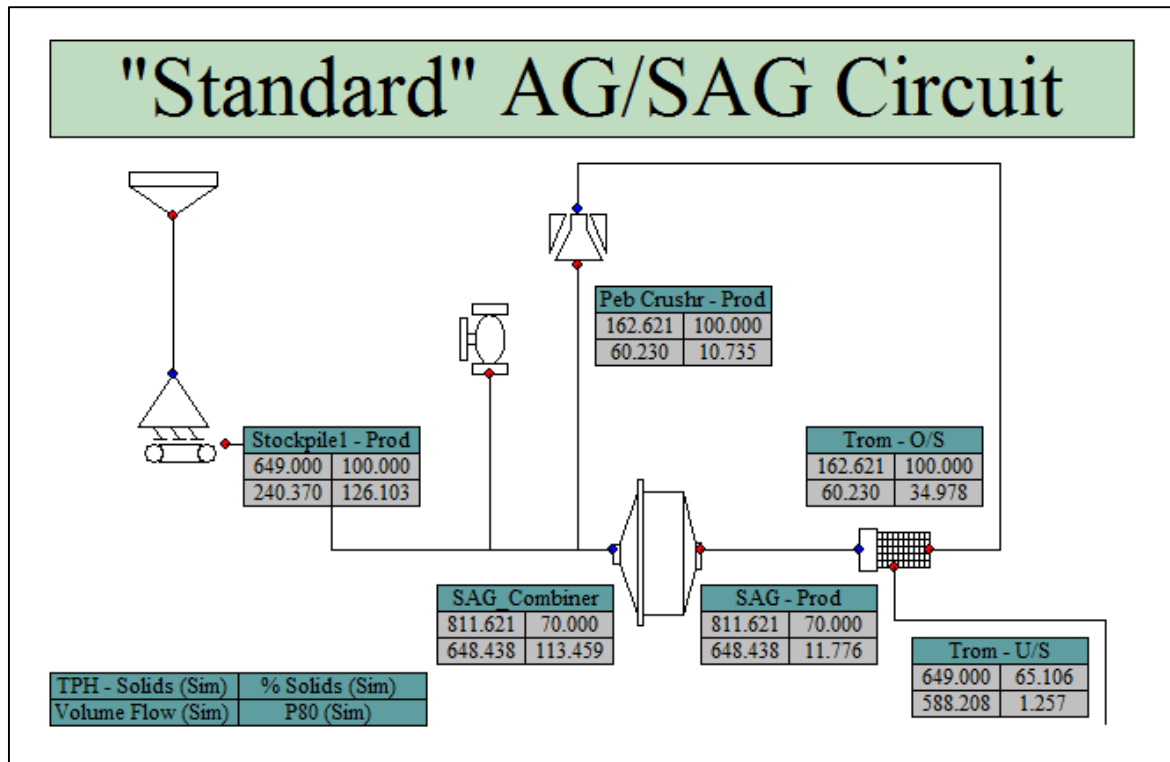 "Standard" AG/SAG Circuit
Peb Crushr - Prod
162.621 100.000
60.230 10.735
Stockpile1 - Prod
649.000 100.000
240.370 126.103
Trom - O/S
162.621 100.000
60.230 34.978
SAG_Combiner
811.621 70.000
648.438 113.459
SAG - Prod
811.621 70.000
648.438 11.776
Trom - U/S
649.000 65.106
588.208 1.257
TPH - Solids (Sim) % Solids (Sim)
Volume Flow (Sim) P80 (Sim)